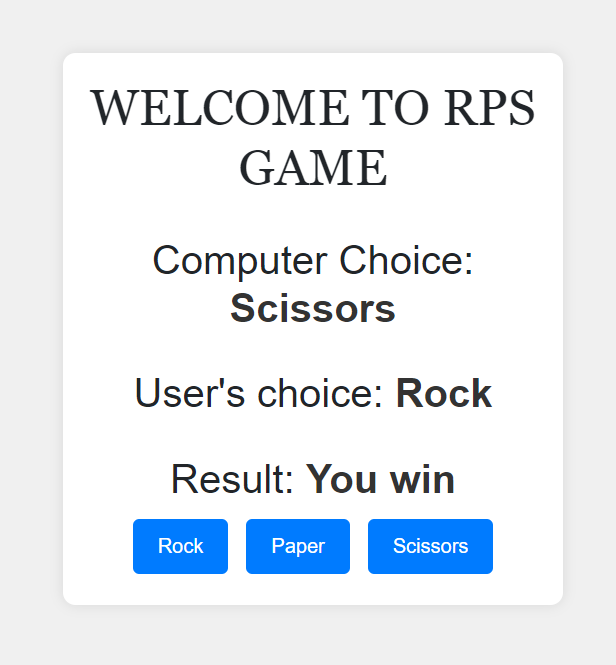 WELCOME TO RPS
GAME
Computer Choice:
Scissors
User's choice: Rock
Result: You win
Rock Paper Scissors